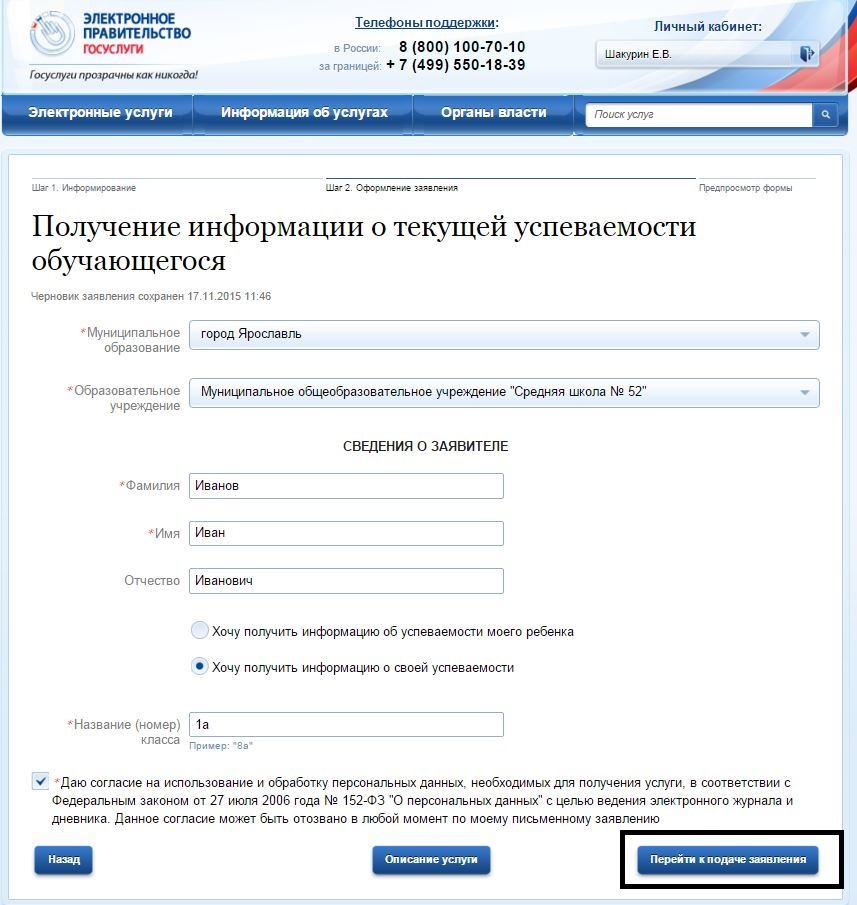 ЭЛЕКТРОННОЕ
ПРАВИТЕЛЬСТВО
ГОСУСЛУГИ
Госуслуги прозрачны как никогда!
Телефоны поддержки:
в России: 8 (800) 100-70-10
за границей: + 7 (499) 550-18-39
Личный кабинет:
Шакурин Е.В.
Электронные услуги
Информация об услугах
Органы власти
Поиск услуг
Шаг 1. Информирование
Шаг 2. Оформление заявления
Предпросмотр формы
Получение информации о текущей успеваемости
обучающегося
Черновик заявления сохранен 17.11.2015 11:46
*Муниципальное
образование
город Ярославль
*Образовательное
учреждение
Муниципальное общеобразовательное учреждение "Средняя школа № 52"
СВЕДЕНИЯ О ЗАЯВИТЕЛЕ
*Фамилия
Иванов
*Имя
Иван
Отчество
Иванович
Хочу получить информацию об успеваемости моего ребенка
Хочу получить информацию о своей успеваемости
*Название (номер)
класса
1а
Пример: "8а"
*Даю согласие на использование и обработку персональных данных, необходимых для получения услуги, в соответствии с
Федеральным законом от 27 июля 2006 года № 152-ФЗ "О персональных данных" с целью ведения электронного журнала и
дневника. Данное согласие может быть отозвано в любой момент по моему письменному заявлению
Назад
Описание услуги
Перейти к подаче заявления